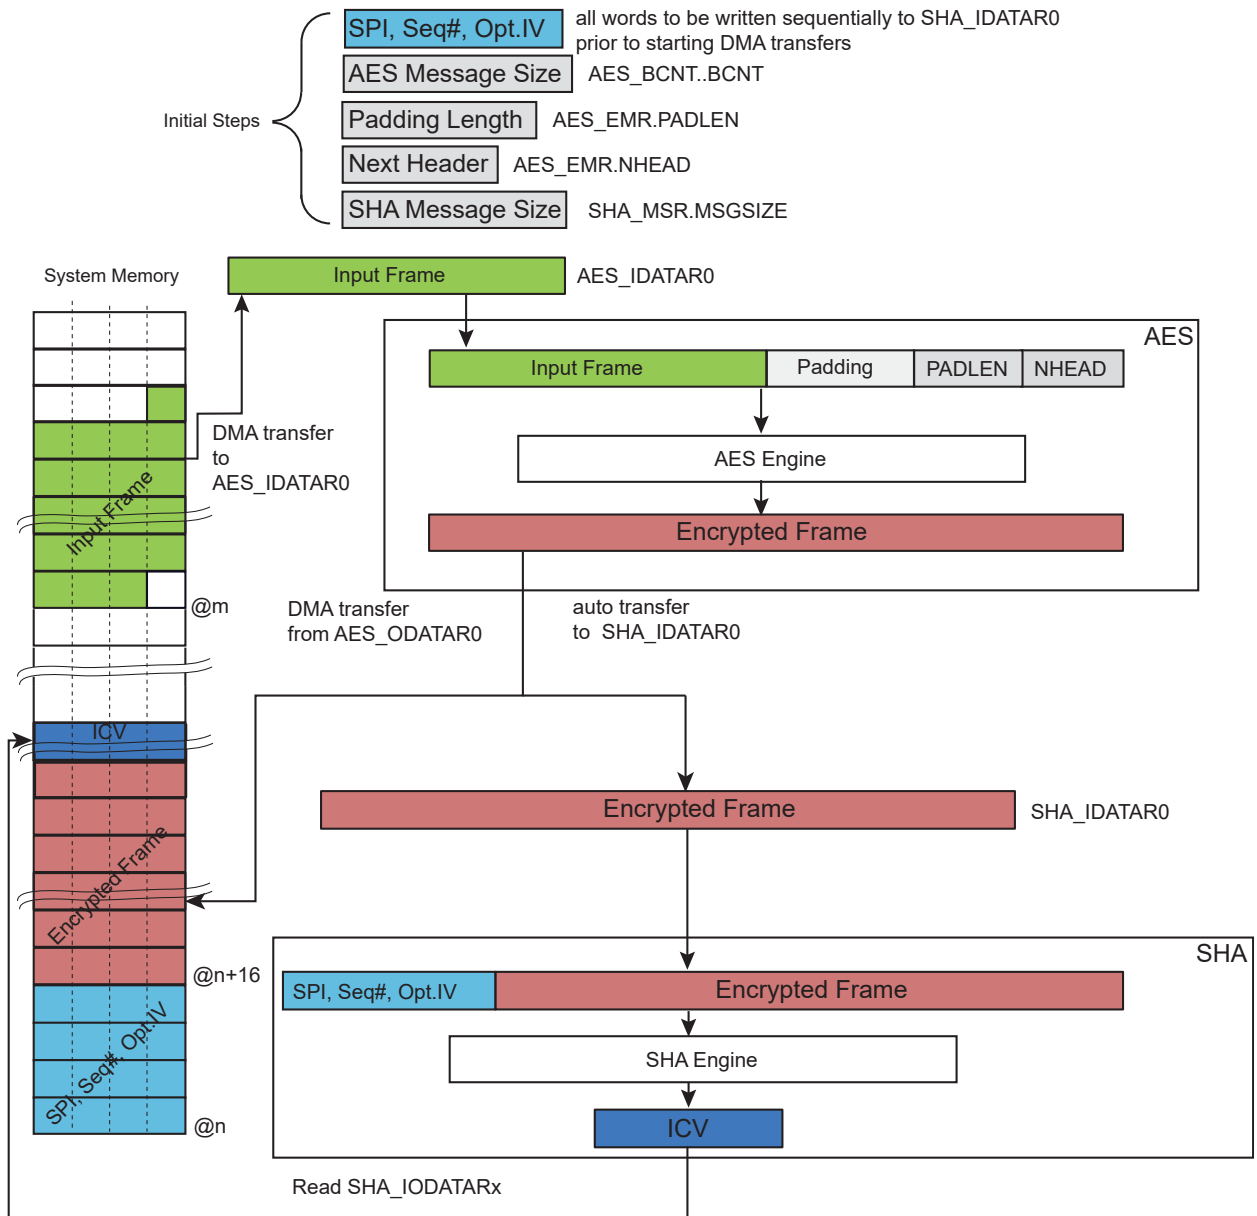 SPI, Seq#, Opt.IV
all words to be written sequentially to SHA_IDATAR0
prior to starting DMA transfers
AES Message Size
AES_BCNT..BCNT
Initial Steps
Padding Length
AES_EMR.PADLEN
Next Header
AES_EMR.NHEAD
SHA Message Size
SHA_MSR.MSGSIZE
System Memory
Input Frame
AES_IDATAR0
AES
Input Frame
Padding
PADLEN
NHEAD
DMA transfer
to
AES_IDATAR0
AES Engine
Input Frame
Encrypted Frame
@m
DMA transfer
from AES_ODATAR0
auto transfer
to SHA_IDATAR0
ICV
Encrypted Frame
SHA_IDATAR0
Encrypted Frame
SHA
@n+16
SPI, Seq#, Opt.IV
Encrypted Frame
SPI, Seq#, Opt.IV
SHA Engine
@n
ICV
Read SHA_IODATARx